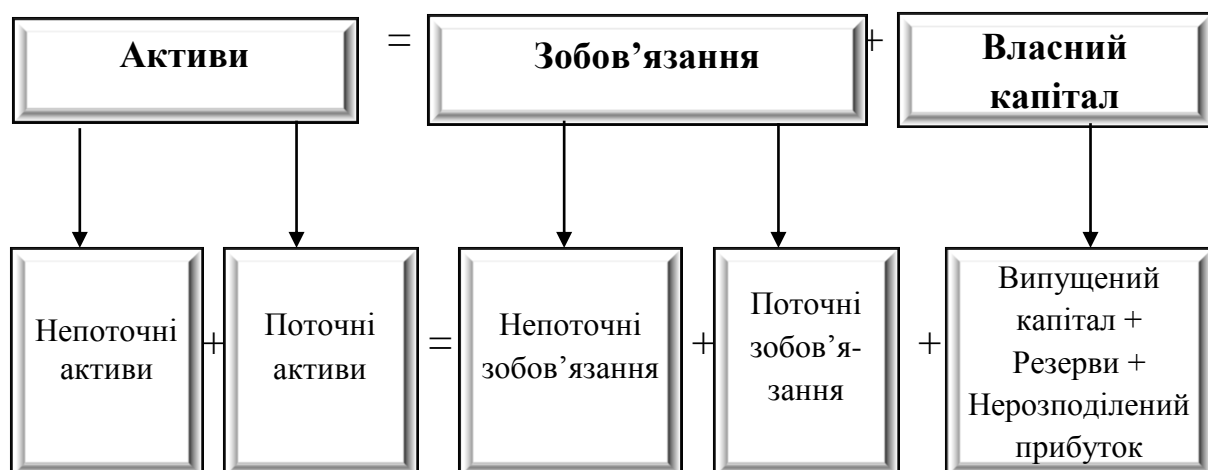 Активи = Зобов’язання + Власний
капітал
Непоточні
активи
+
Поточні
активи
=
Непоточні
зобов’язання
+
Поточні
зобов’я-
зання
+
Випущений
капітал +
Резерви +
Нерозподілений
прибуток